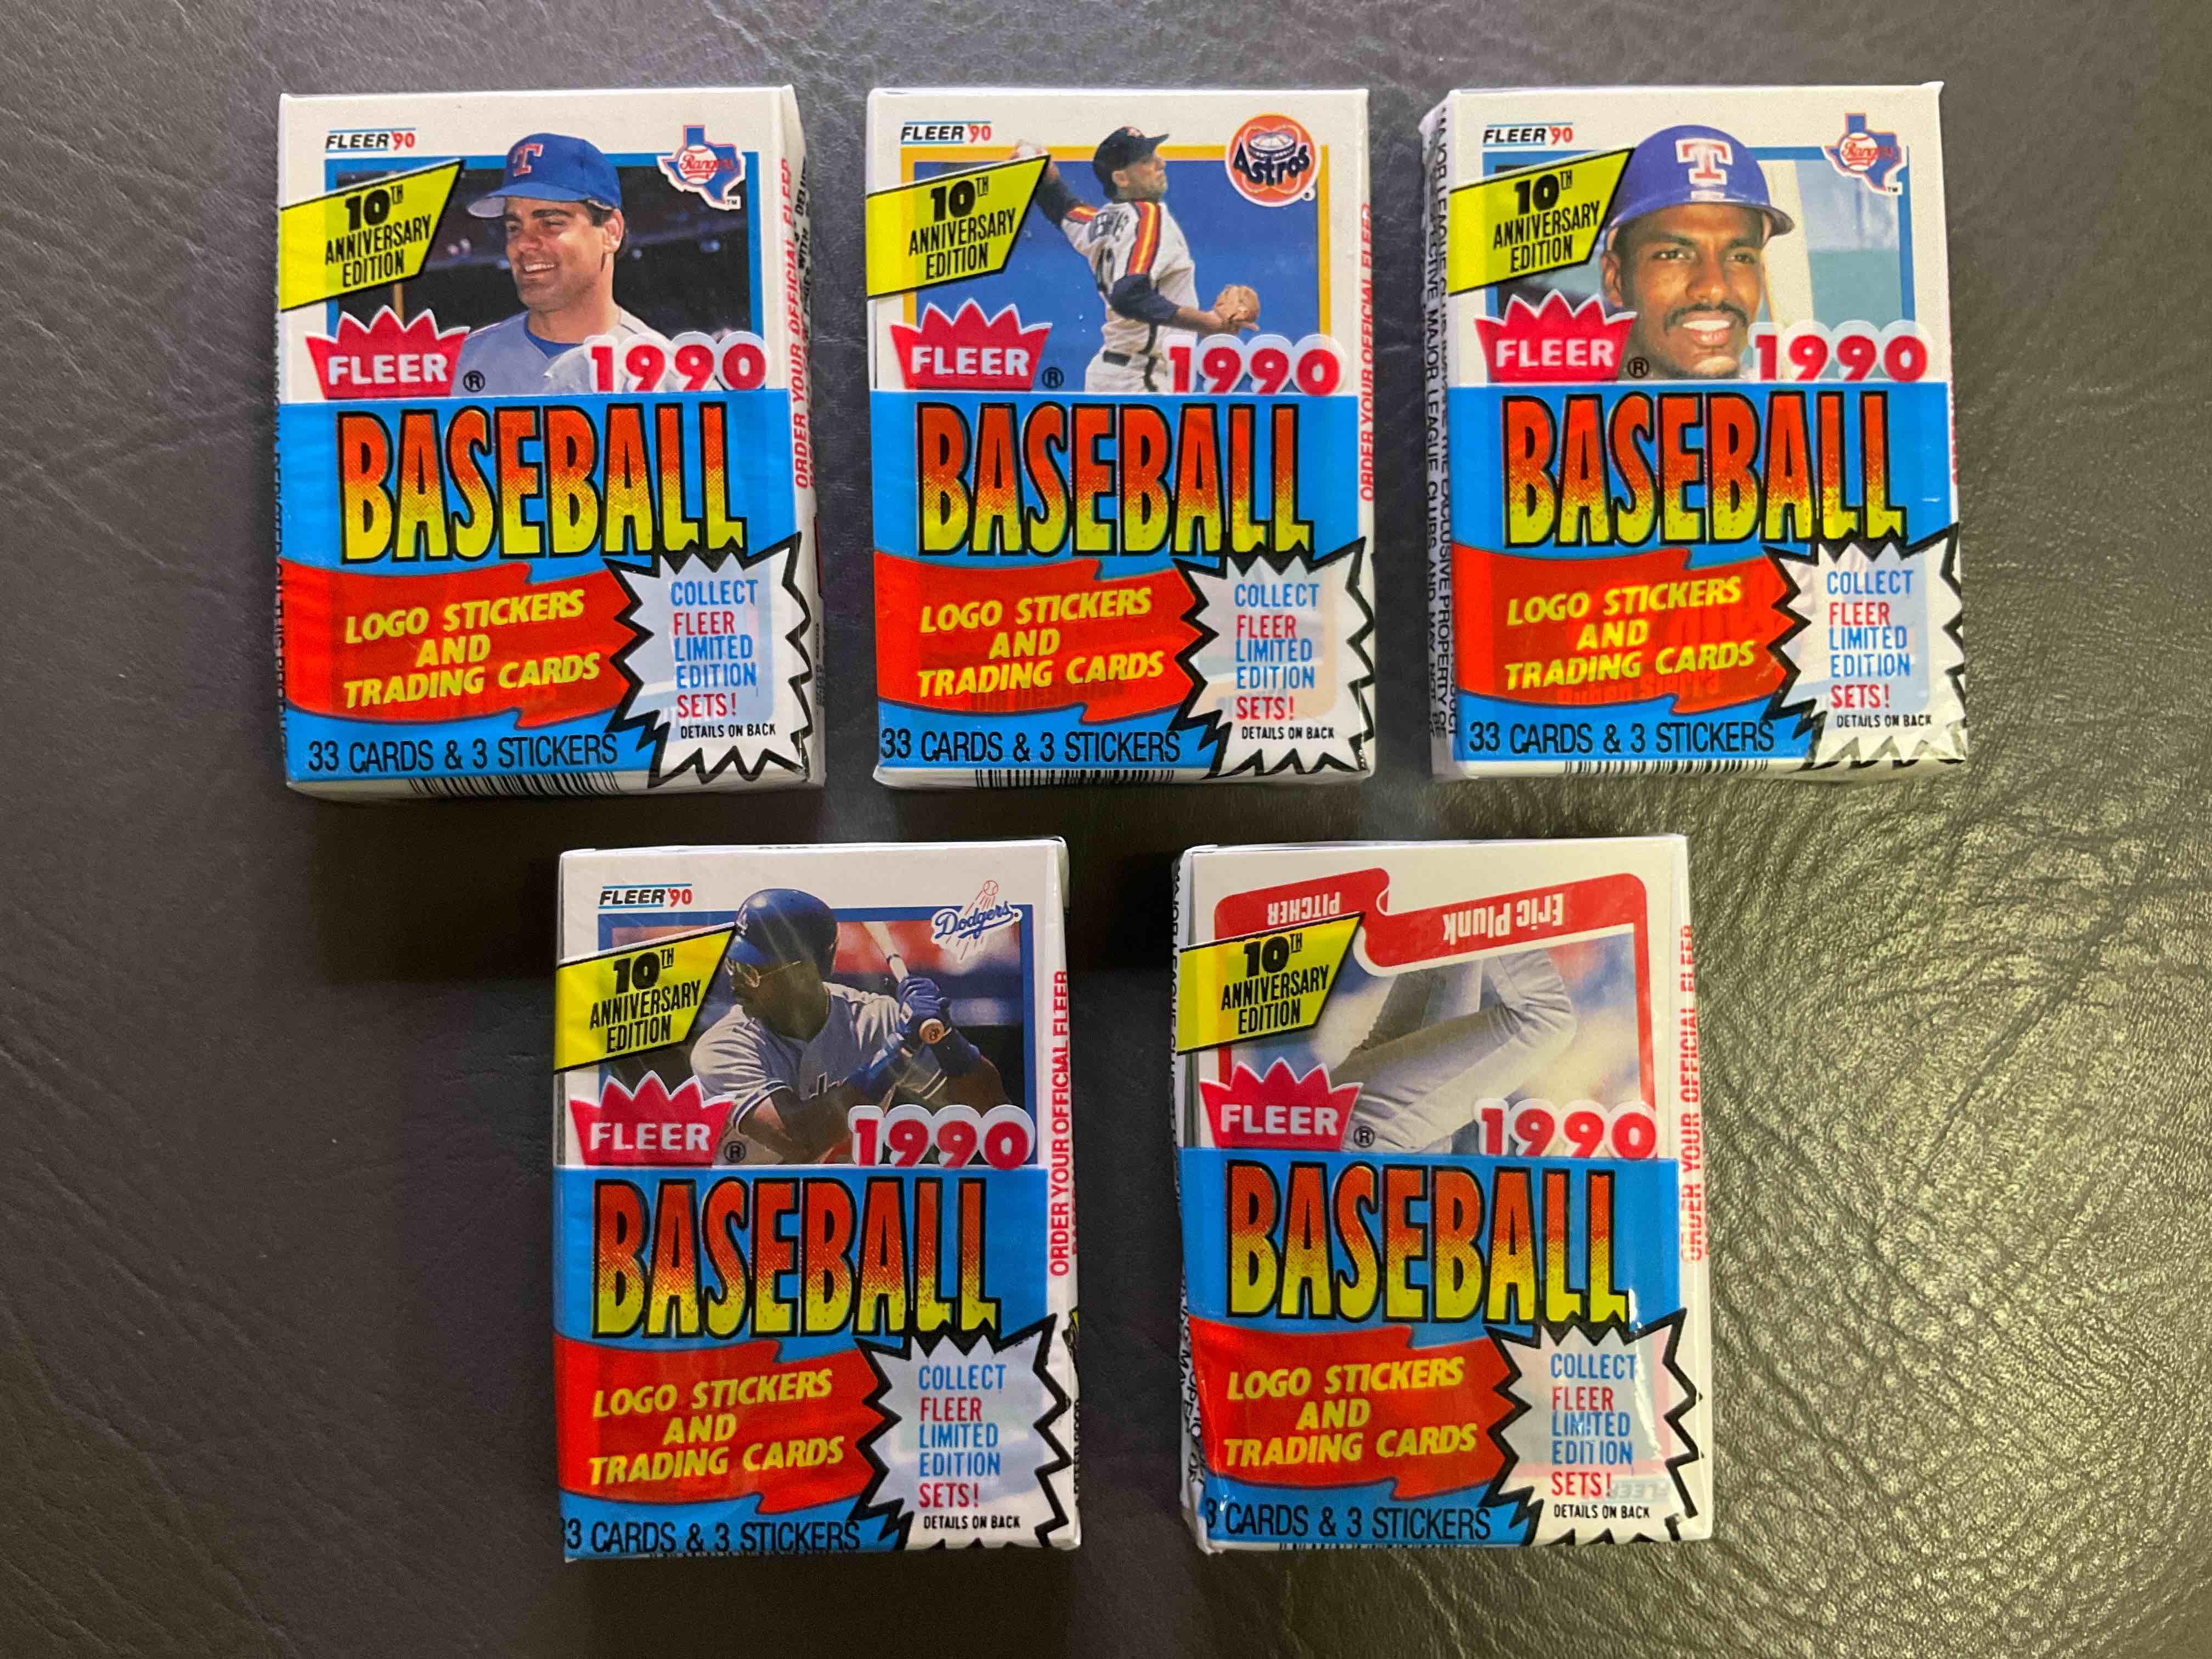 FLEER '90
Rangers
TM
10TH
ANNIVERSARY
EDITION
FLEER
®
1990
BASEBALL
LOGO STICKERS
AND
TRADING CARDS
COLLECT
FLEER
LIMITED
EDITION
SETS!
DETAILS ON BACK
33 CARDS & 3 STICKERS
ORDER YOUR OFFICIAL FLEER
FLEER '90
Astros
®
10TH
ANNIVERSARY
EDITION
FLEER
®
1990
BASEBALL
LOGO STICKERS
AND
TRADING CARDS
COLLECT
FLEER
LIMITED
EDITION
SETS!
DETAILS ON BACK
33 CARDS & 3 STICKERS
ORDER YOUR OFFICIAL FLEER
FLEER '90
Rangers
TM
T
10TH
ANNIVERSARY
EDITION
FLEER
®
1990
BASEBALL
LOGO STICKERS
AND
TRADING CARDS
COLLECT
FLEER
LIMITED
EDITION
SETS!
DETAILS ON BACK
33 CARDS & 3 STICKERS
FLEER '90
Dodgers
10TH
ANNIVERSARY
EDITION
FLEER
®
1990
BASEBALL
LOGO STICKERS
AND
TRADING CARDS
COLLECT
FLEER
LIMITED
EDITION
SETS!
DETAILS ON BACK
3 CARDS & 3 STICKERS
ORDER YOUR OFFICIAL FLEER
Eric Plunk
PITCHER
10TH
ANNIVERSARY
EDITION
FLEER
®
1990
BASEBALL
LOGO STICKERS
AND
TRADING CARDS
COLLECT
FLEER
LIMITED
EDITION
SETS!
DETAILS ON BACK
3 CARDS & 3 STICKERS
ORDER YOUR OFFICIAL FLEER